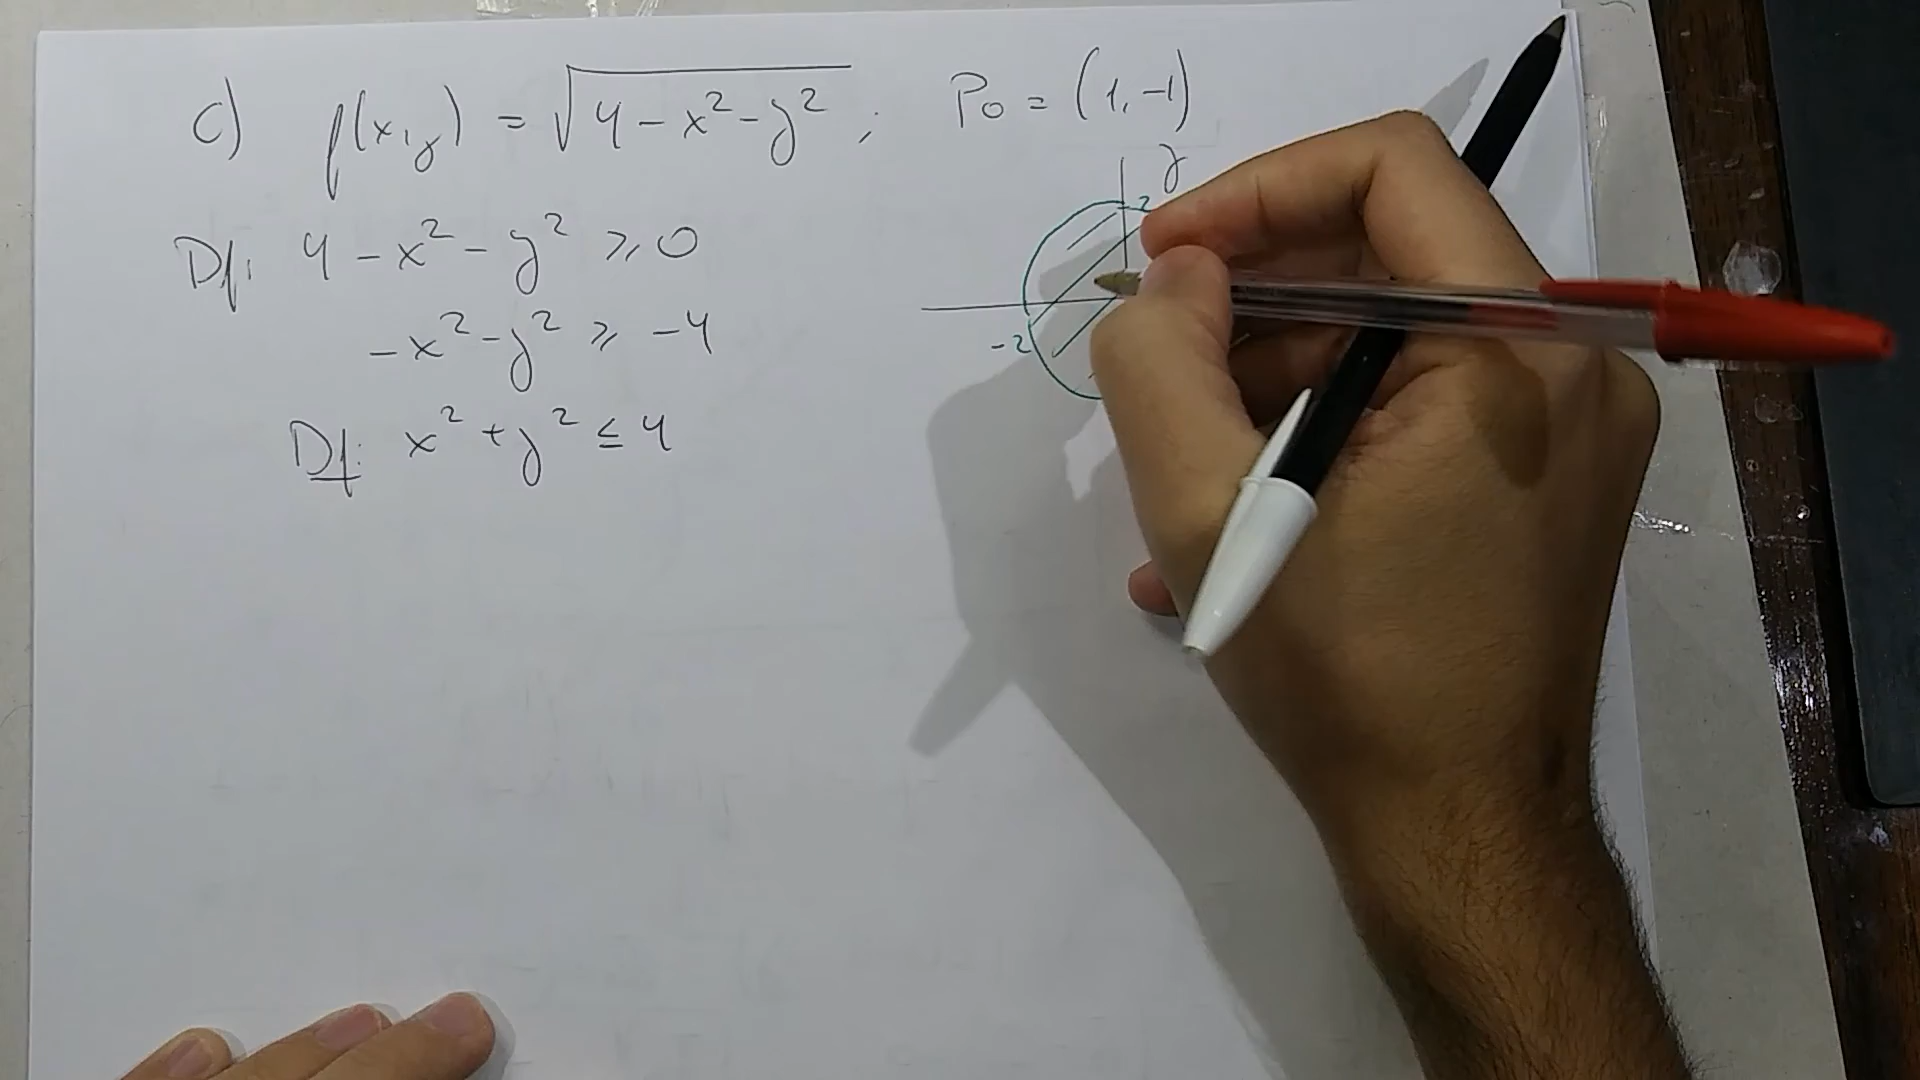 c) f(x,y) = √(4 - x² - y²) ; P₀ = (1, -1)
Df: 4 - x² - y² ⩾ 0
-x² - y² ⩾ -4
Df: x² + y² ≤ 4
y
2
-2